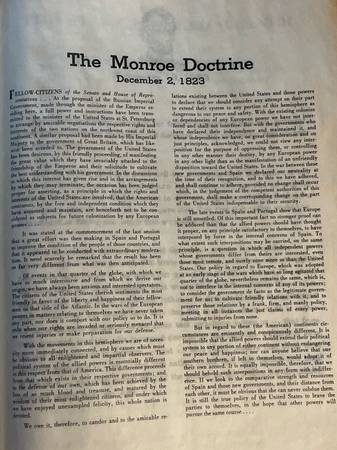 The Monroe Doctrine
December 2, 1823
FELLOW-CITIZENS of the Senate and House of Repre-
sentatives . . . At the proposal of the Russian Imperial
Government, made through the minister of the Emperor re-
siding here, a full power and instructions have been trans-
mitted to the minister of the United States at St. Petersburg
to arrange by amicable negotiation the respective rights and
interests of the two nations on the northwest coast of this
continent. A similar proposal had been made by His Imperial
Majesty to the government of Great Britain, which has like-
wise been acceded to. The government of the United States
has been desirous, by this friendly proceeding, of manifesting
the great value which they have invariably attached to the
friendship of the Emperor and their solicitude to cultivate
the best understanding with his government. In the discussions
to which this interest has given rise and in the arrangements
by which they may terminate, the occasion has been judged
proper for asserting, as a principle in which the rights and
interests of the United States are involved, that the American
continents, by the free and independent condition which they
have assumed and maintain, are henceforth not to be con-
sidered as subjects for future colonization by any European
powers. . .
It was stated at the commencement of the last session
that a great effort was then making in Spain and Portugal
to improve the condition of the people of those countries, and
that it appeared to be conducted with extraordinary modera-
tion. It need scarcely be remarked that the result has been
so far very different from what was then anticipated.
Of events in that quarter of the globe, with which we
have so much intercourse and from which we derive our
origin, we have always been anxious and interested spectators.
The citizens of the United States cherish sentiments the most
friendly in favor of the liberty and happiness of their fellow-
men on that side of the Atlantic. In the wars of the European
powers in matters relating to themselves we have never taken
any part, nor does it comport with our policy so to do. It is
only when our rights are invaded or seriously menaced that
we resent injuries or make preparation for our defense.
With the movements in this hemisphere we are of neces-
sity more immediately connected, and by causes which must
be obvious to all enlightened and impartial observers. The
political system of the allied powers is essentially different
in this respect from that of America. This difference proceeds
from that which exists in their respective governments; and
to the defense of our own, which has been achieved by the
loss of so much blood and treasure, and matured by the
wisdom of their most enlightened citizens, and under which
we have enjoyed unexampled felicity, this whole nation is
devoted.
We owe it, therefore, to candor and to the amicable re-
lations existing between the United States and those powers
to declare that we should consider any attempt on their part
to extend their system to any portion of this hemisphere as
dangerous to our peace and safety. With the existing colonies
or dependencies of any European power we have not inter-
fered and shall not interfere. But with the governments who
have declared their independence and maintained it, and
whose independence we have, on great consideration and on
just principles, acknowledged, we could not view any inter-
position for the purpose of oppressing them, or controlling
in any other manner their destiny, by any European power
in any other light than as the manifestation of an unfriendly
disposition toward the United States. In the war between these
new governments and Spain we declared our neutrality at
the time of their recognition, and to this we have adhered,
and shall continue to adhere, provided no change shall occur
which, in the judgment of the competent authorities of this
government, shall make a corresponding change on the part
of the United States indispensable to their security.
The late events in Spain and Portugal show that Europe
is still unsettled. Of this important fact no stronger proof can
be adduced than that the allied powers should have thought
it proper, on any principle satisfactory to themselves, to have
interposed by force in the internal concerns of Spain. To
what extent such interposition may be carried, on the same
principle, is a question in which all independent powers
whose governments differ from theirs are interested, even
those most remote, and surely none more so than the United
States. Our policy in regard to Europe, which was adopted
at an early stage of the wars which have so long agitated that
quarter of the globe, nevertheless remains the same, which is,
not to interfere in the internal concerns of any of its powers;
to consider the government de facto as the legitimate govern-
ment for us; to cultivate friendly relations with it, and to
preserve those relations by a frank, firm, and manly policy,
meeting in all instances the just claims of every power,
submitting to injuries from none.
But in regard to these (the American) continents cir-
cumstances are eminently and conspicuously different. It is
impossible that the allied powers should extend their political
system to any portion of either continent without endangering
our peace and happiness; nor can anyone believe that our
southern brethren, if left to themselves, would adopt it of
their own accord. It is equally impossible, therefore, that we
should behold such interpositions in any form with indiffer-
ence. If we look to the comparative strength and resources
of Spain and those new governments, and their distance from
each other, it must be obvious that she can never subdue them.
It is still the true policy of the United States to leave the
parties to themselves, in the hope that other powers will
pursue the same course. . . .